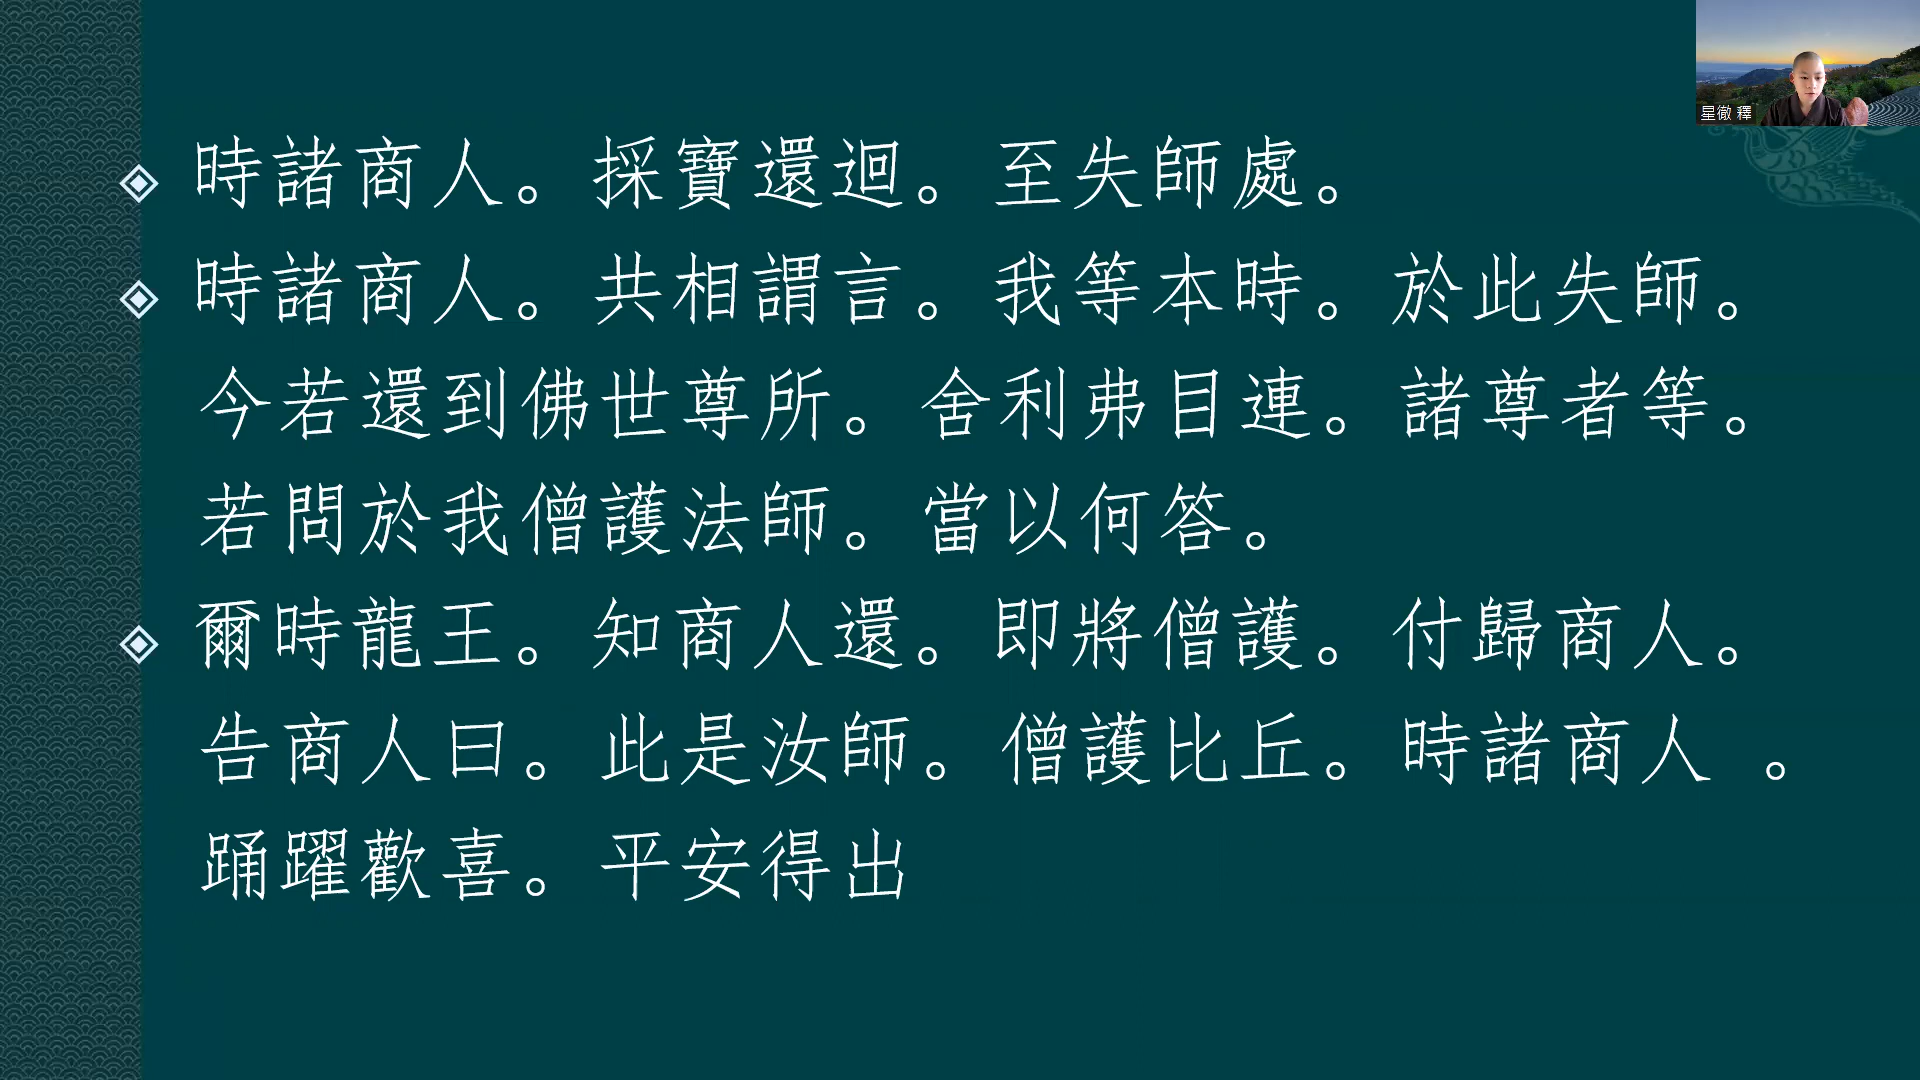 時諸商人。採寶還迴。至失師處。
時諸商人。共相謂言。我等本時。於此失師。
今若還到佛世尊所。舍利弗目連。諸尊者等。
若問於我僧護法師。當以何答。
爾時龍王。知商人還。即將僧護。付歸商人。
告商人曰。此是汝師。僧護比丘。時諸商人 。
踊躍歡喜。平安得出
星徹 釋